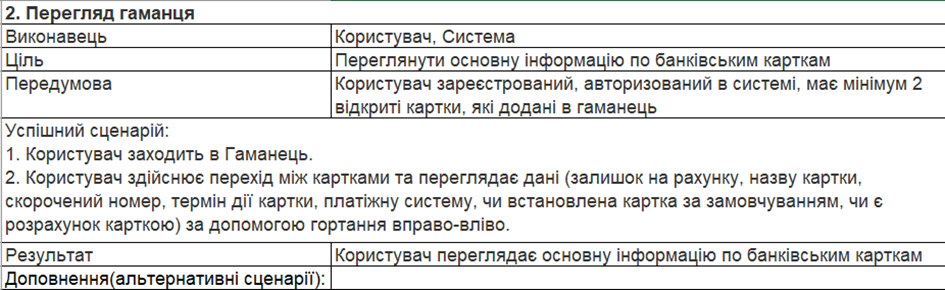 2. Перегляд гаманця
Виконавець Користувач, Система
Ціль Переглянути основну інформацію по банківським карткам
Передумова Користувач зареєстрований, авторизований в системі, має мінімум 2
відкриті картки, які додані в гаманець
Успішний сценарій:
1. Користувач заходить в Гаманець.
2. Користувач здійснює перехід між картками та переглядає дані (залишок на рахунку, назву картки,
скорочений номер, термін дії картки, платіжну систему, чи встановлена картка за замовчуванням, чи є
розрахунок карткою) за допомогою гортання вправо-вліво.
Результат Користувач переглядає основну інформацію по банківським карткам
Доповнення(альтернативні сценарії):